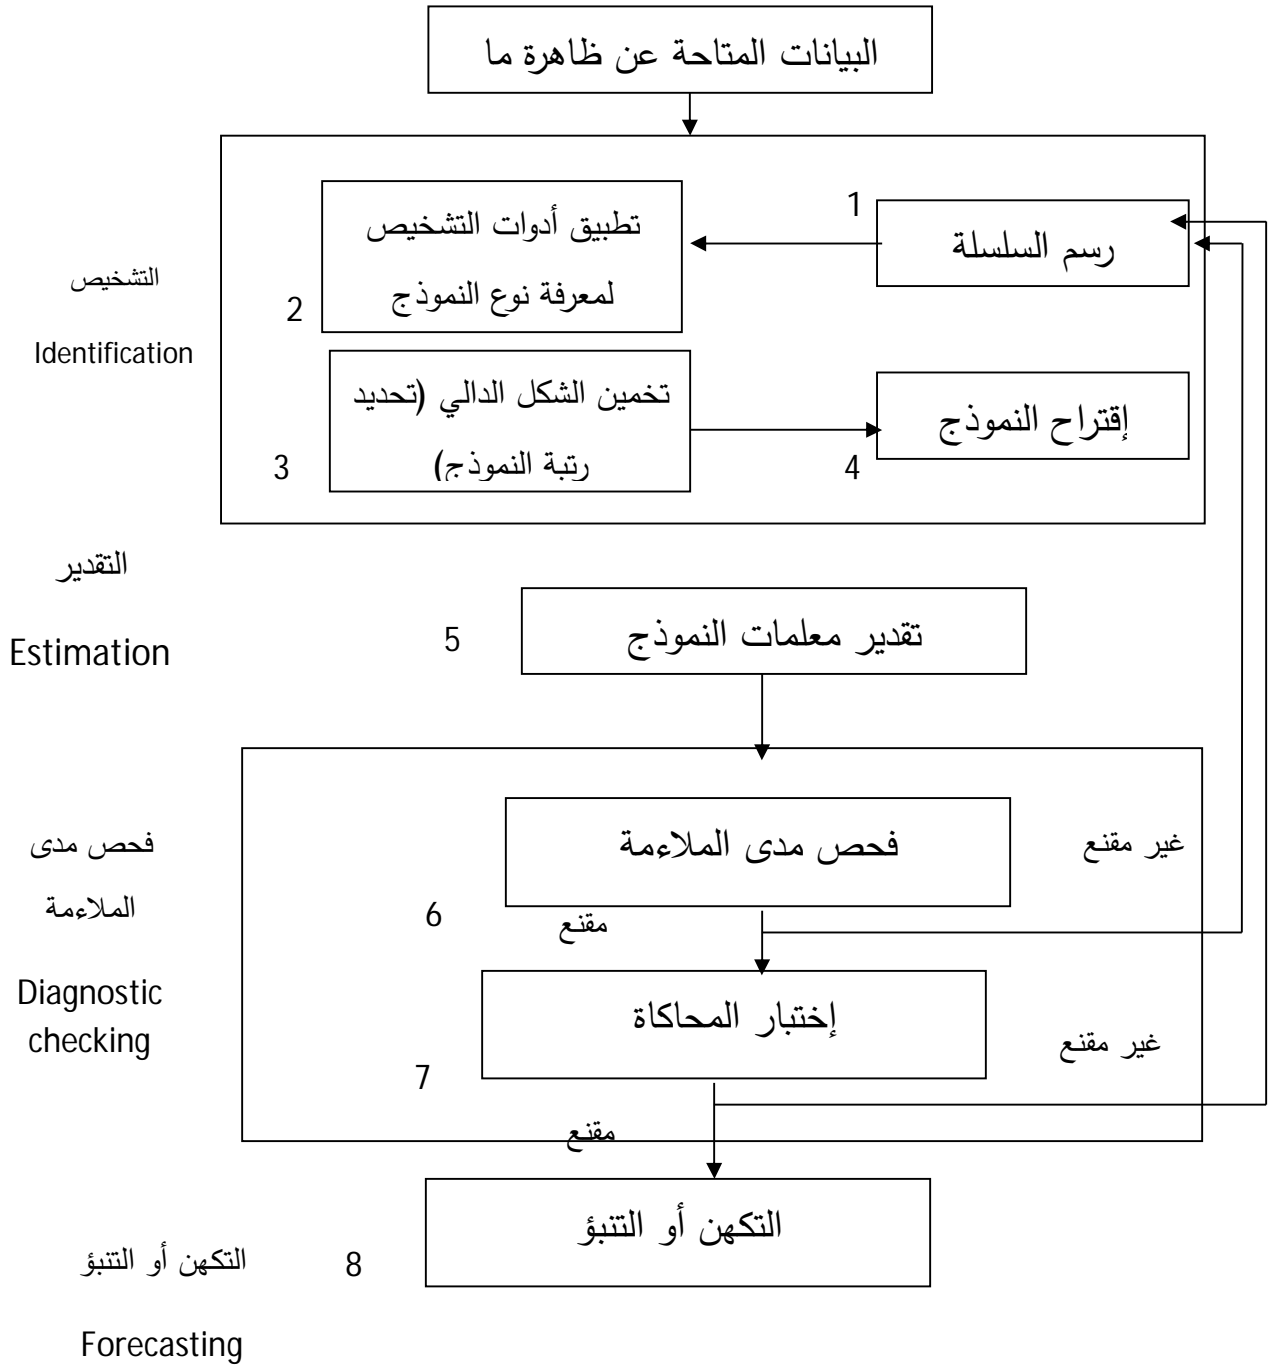 البيانات المتاحة عن ظاهرة ما
1
رسم السلسلة
تطبيق أدوات التشخيص
لمعرفة نوع النموذج
2
التشخيص
Identification
تخمين الشكل الدالي (تحديد
رتبة النموذج)
3
إقتراح النموذج
4
التقدير
Estimation
تقدير معلمات النموذج
5
فحص مدى
الملاءمة
Diagnostic
checking
فحص مدى الملاءمة
غير مقنع
6
مقنع
إختبار المحاكاة
غير مقنع
7
مقنع
التكهن أو التنبؤ
8
التكهن أو التنبؤ
Forecasting